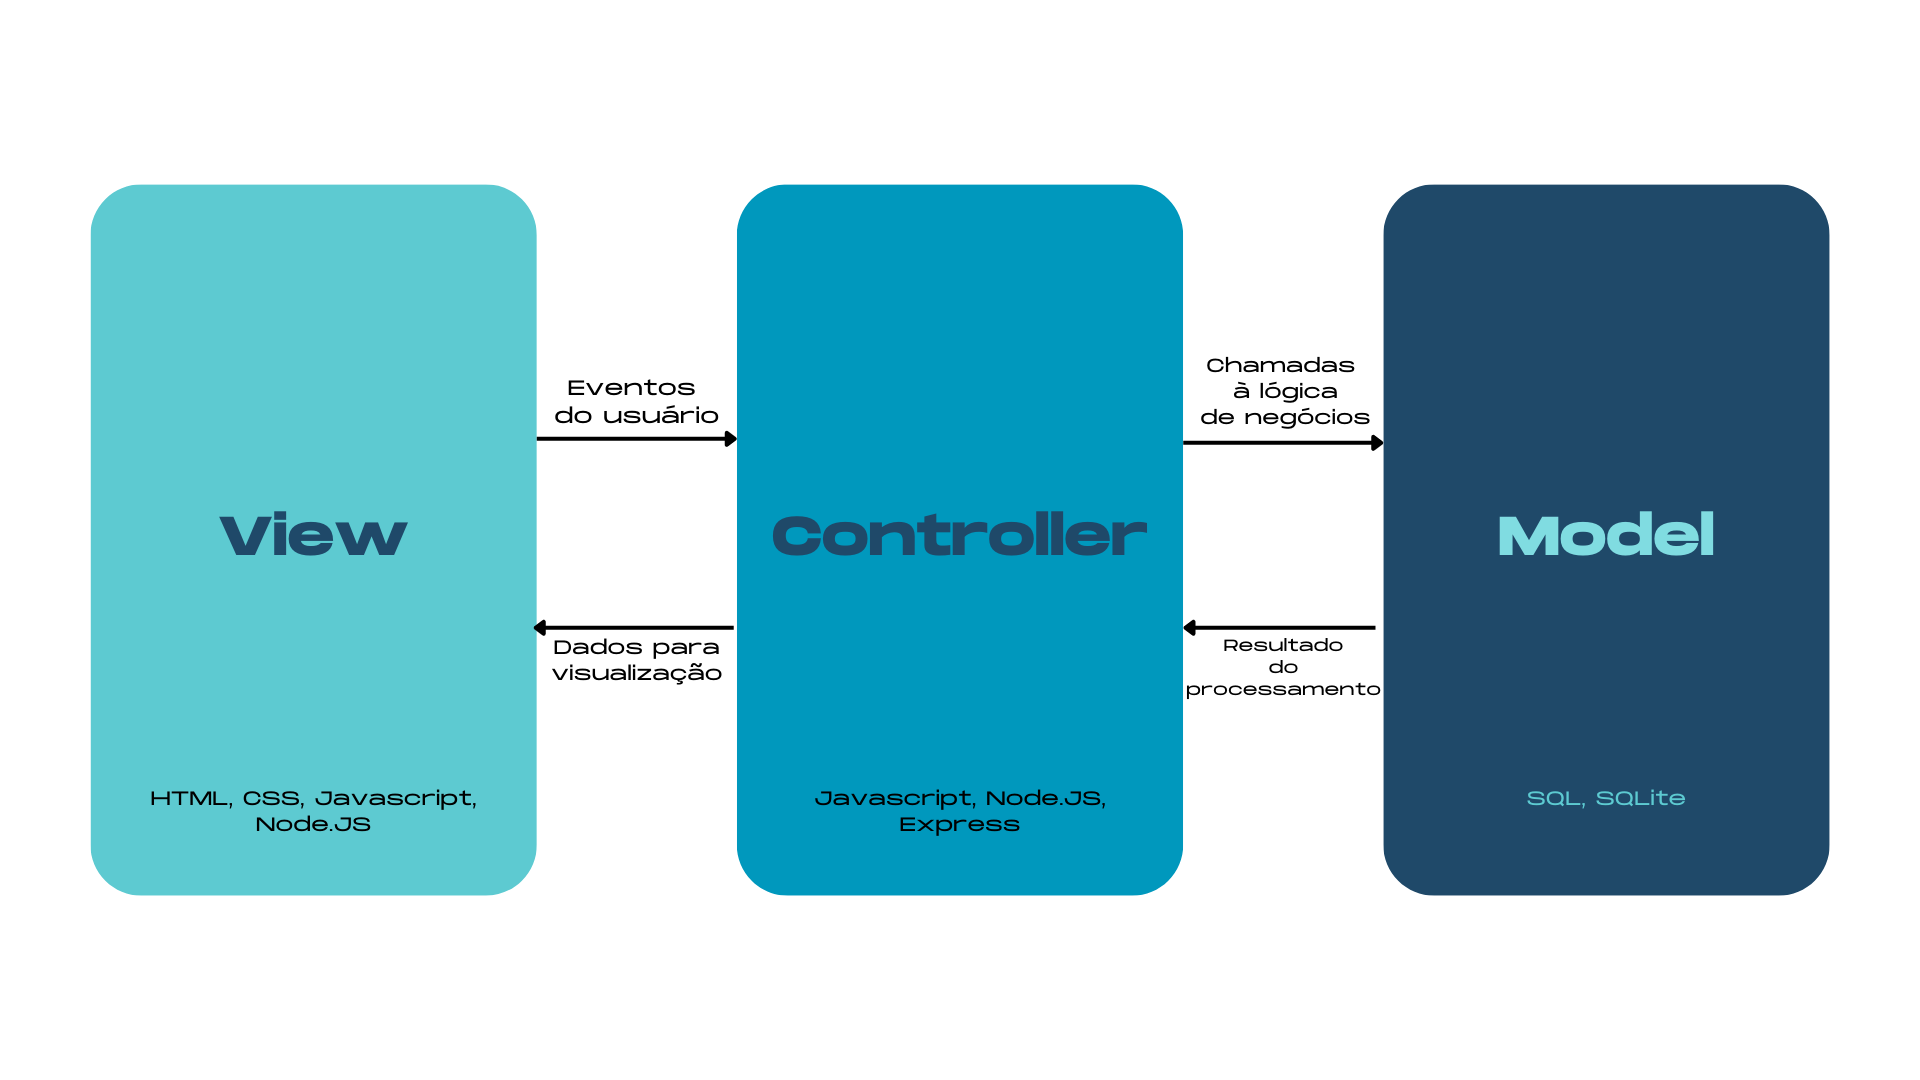 View
HTML, CSS, Javascript,
Node.JS
Eventos
do usuário
Dados para
visualização
Controller
Javascript, Node.JS,
Express
Chamadas
à lógica
de negócios
Resultado
do
processamento
Model
SQL, SQLite